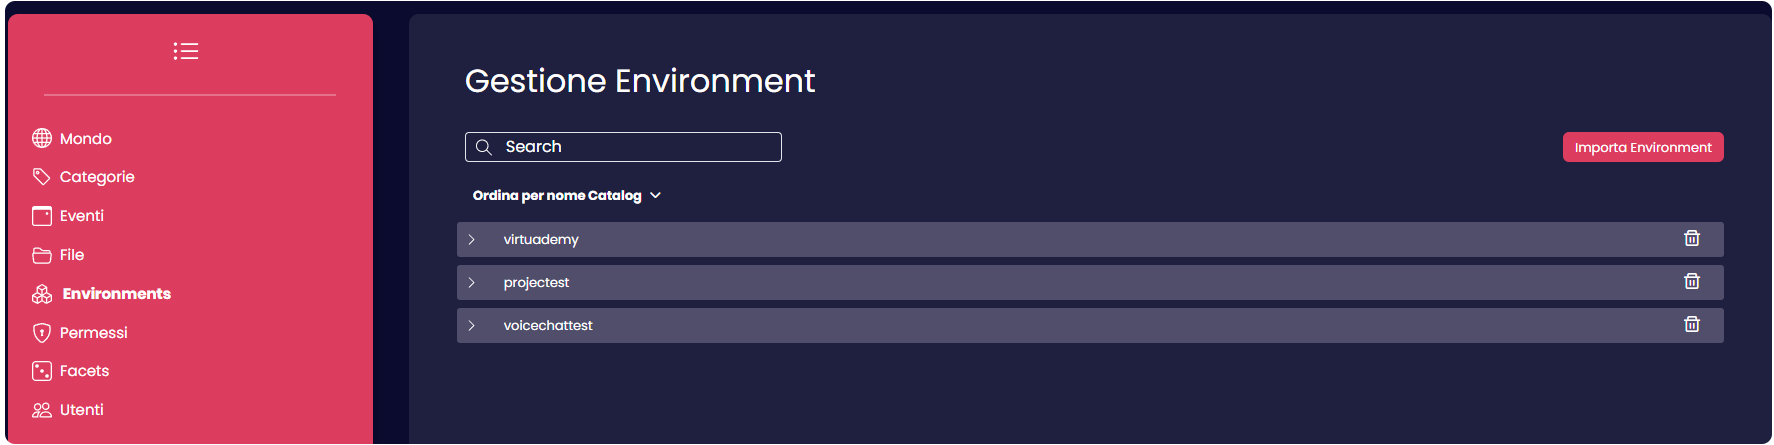 Mondo
Categorie
Eventi
File
Environments
Permessi
Facets
Utenti
Gestione Environment
Search
Importa Environment
Ordina per nome Catalog
virtuademy
projectest
voicechattest